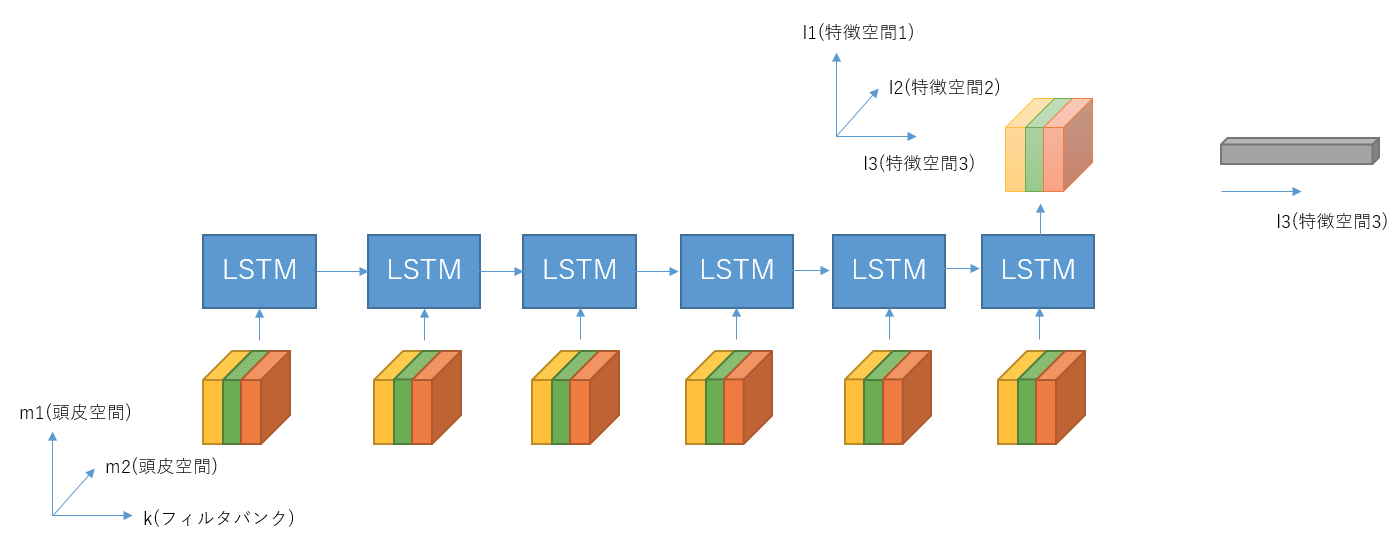 l1(特徴空間1)
l2(特徴空間2)
l3(特徴空間3)
l3(特徴空間3)
LSTM LSTM LSTM LSTM LSTM LSTM
m1(頭皮空間)
m2(頭皮空間)
k(フィルタバンク)